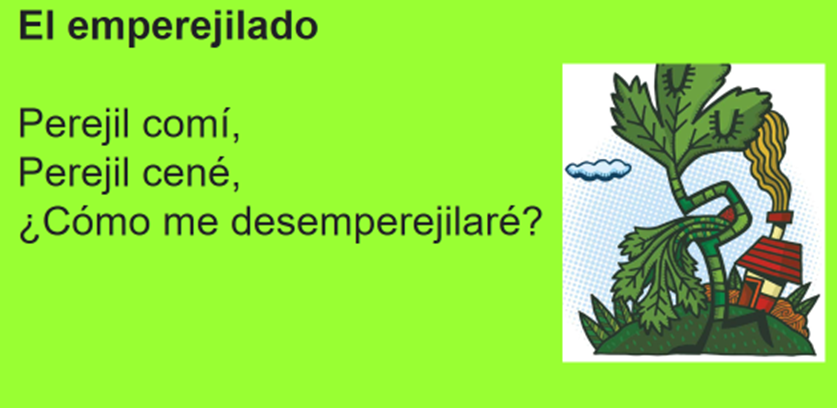 El emperejilado
Perejil comí,
Perejil cené,
¿Cómo me desemperejilaré?